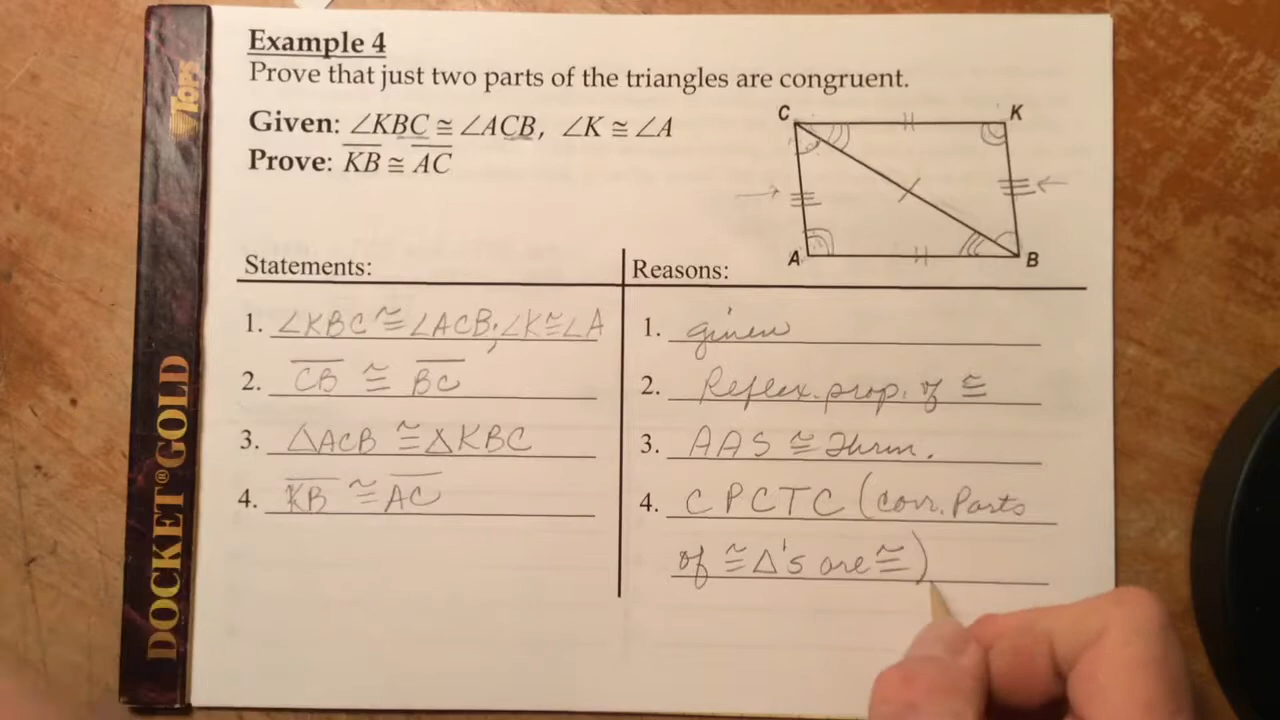 Example 4
Prove that just two parts of the triangles are congruent.
Given: ∠KBC ≅ ∠ACB, ∠K ≅ ∠A
Prove: KB ≅ AC
C K
A B
Statements: Reasons:
1. ∠KBC ≅ ∠ACB; ∠K ≅ ∠A 1. given
2. CB ≅ BC 2. Reflex. prop. of ≅
3. △ACB ≅ △KBC 3. AAS ≅ Thrm.
4. KB ≅ AC 4. CPCTC (corr. Parts
of ≅ △'s are ≅)
TOPS
DOCKET® GOLD